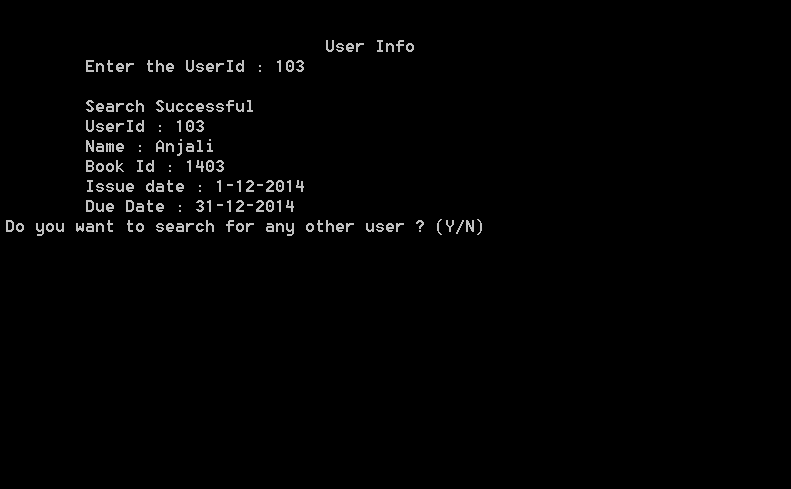 User Info
Enter the UserId : 103
Search Successful
UserId : 103
Name : Anjali
Book Id : 1403
Issue date : 1-12-2014
Due Date : 31-12-2014
Do you want to search for any other user ? (Y/N)